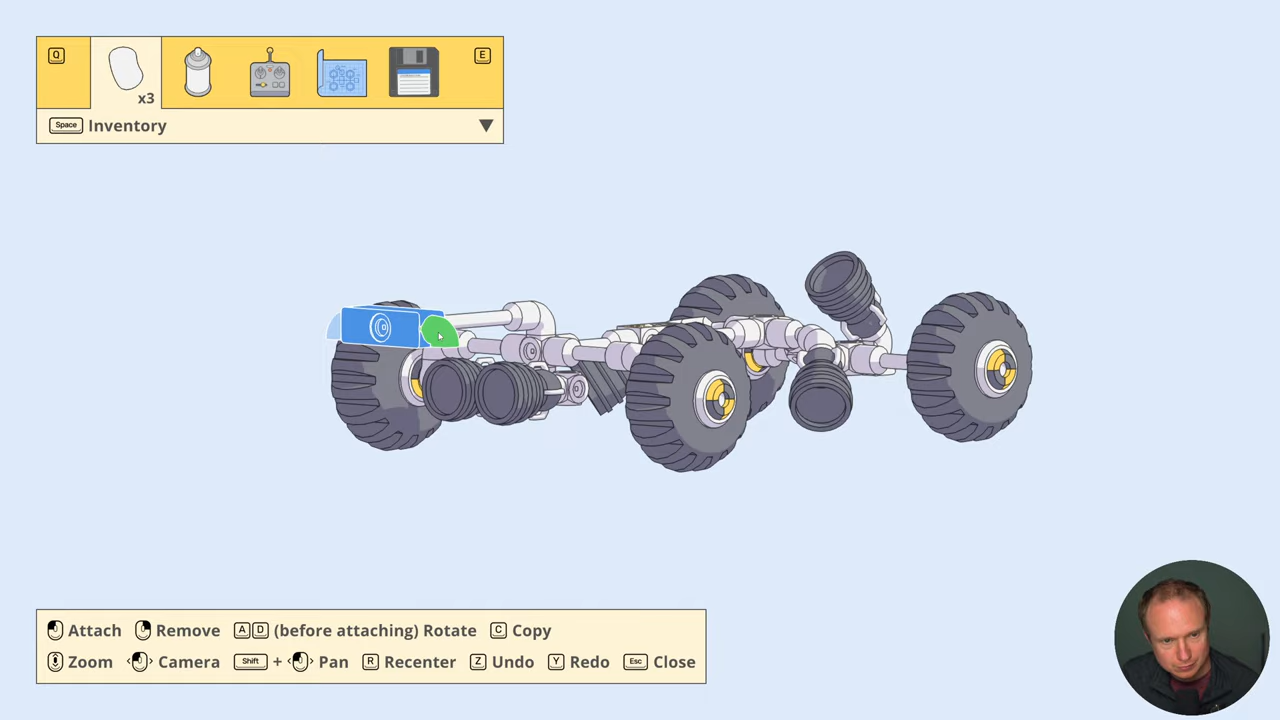 Q
E
x3
Space Inventory
Attach Remove A D (before attaching) Rotate C Copy
Zoom Camera Shift + Pan R Recenter Z Undo Y Redo Esc Close